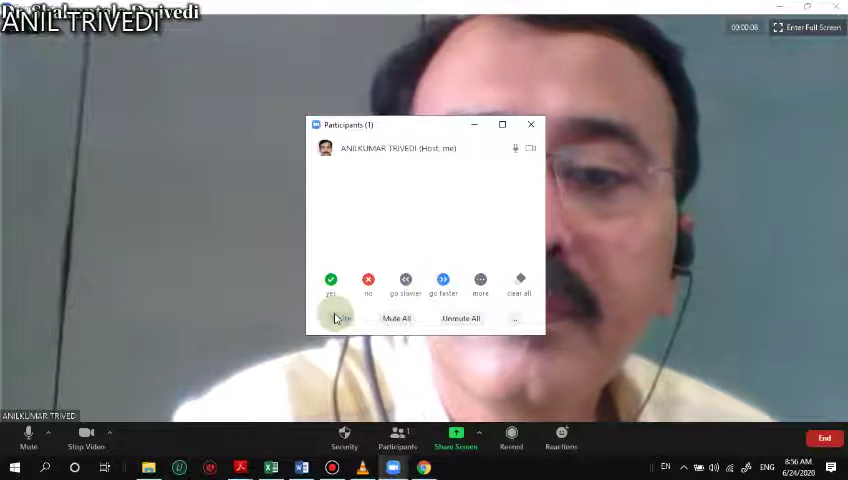 ANIL TRIVEDI
00:02:08
Enter Full Screen
Participants (1)
ANILKUMAR TRIVEDI (Host, me)
yes
no
go slower
go faster
more
clear all
Mute All
Unmute All
...
ANILKUMAR TRIVEDI
Mute
Stop Video
Security
Participants
1
Share Screen
Record
Reactions
End
EN
ENG
8:56 AM
6/24/2020